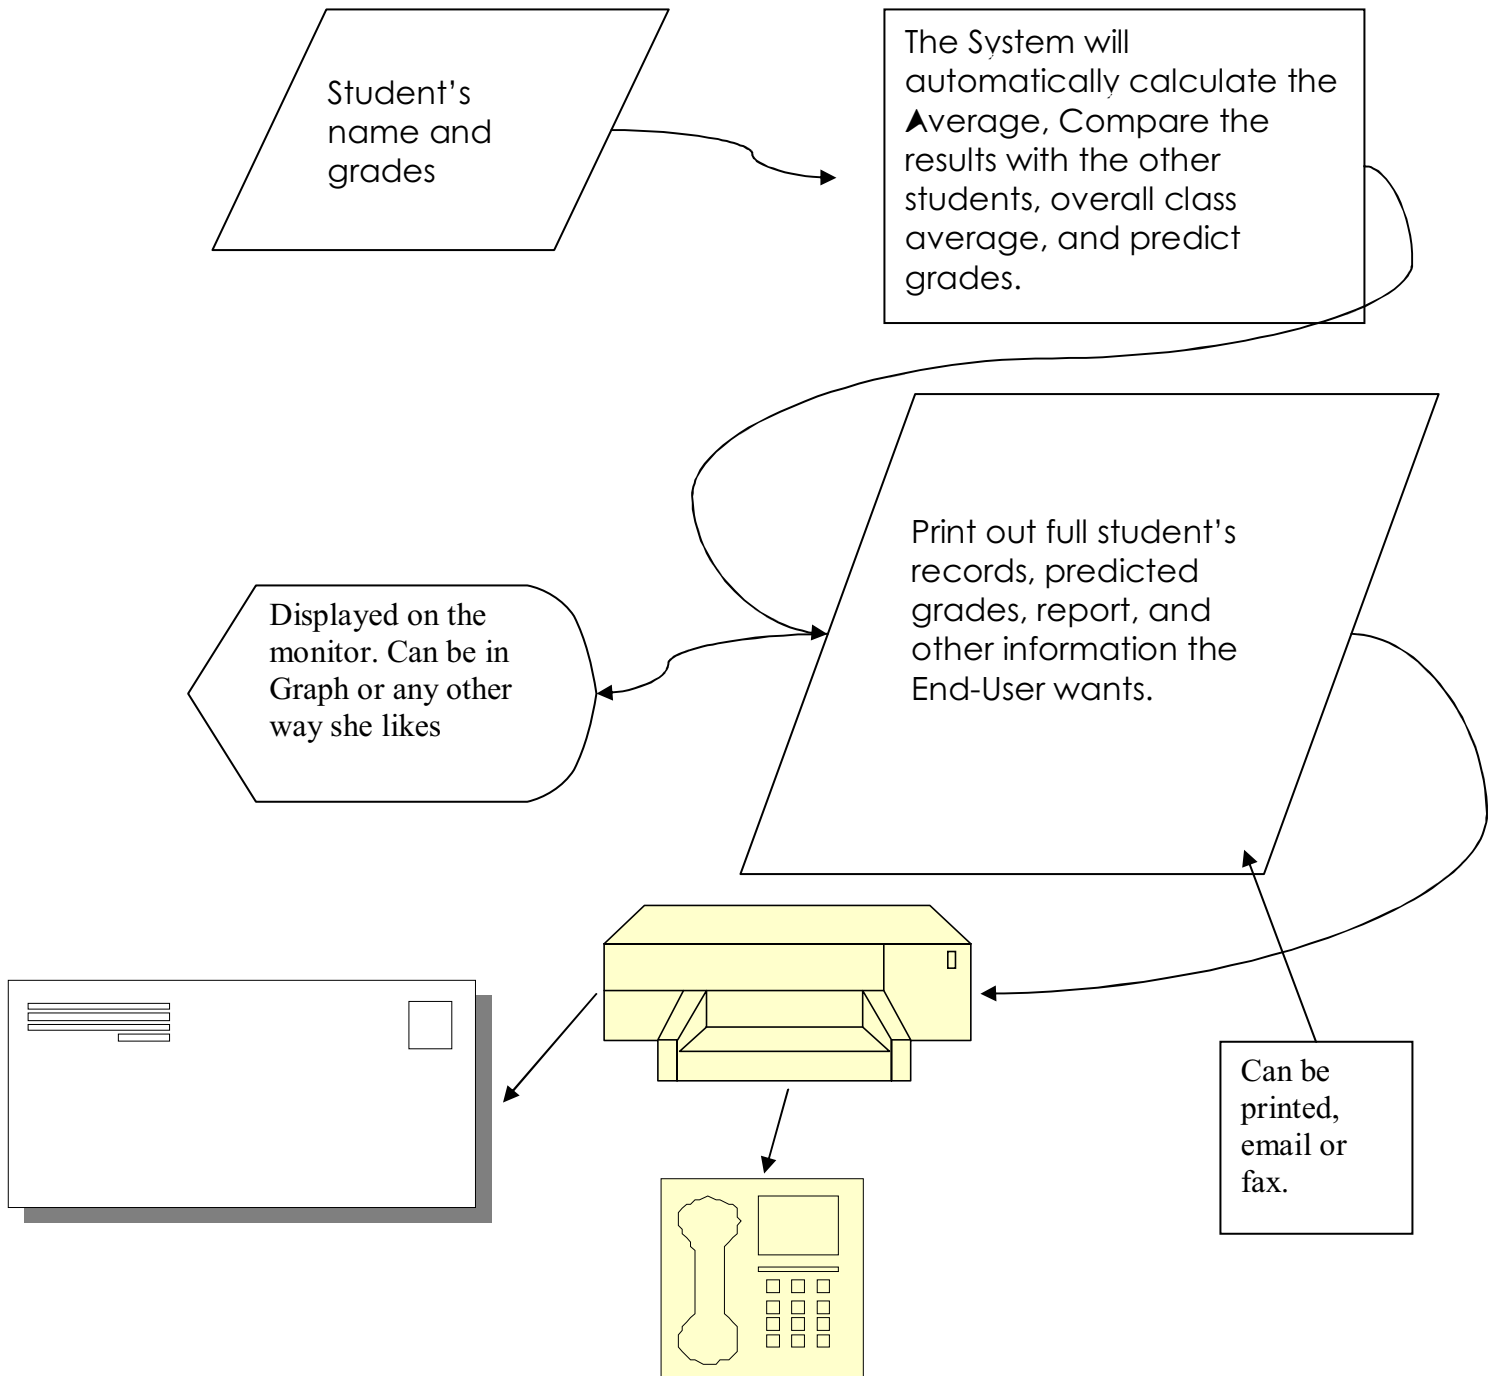 Student’s
name and
grades
The System will
automatically calculate the
Average, Compare the
results with the other
students, overall class
average, and predict
grades.
Print out full student’s
records, predicted
grades, report, and
other information the
End-User wants.
Displayed on the
monitor. Can be in
Graph or any other
way she likes
Can be
printed,
email or
fax.